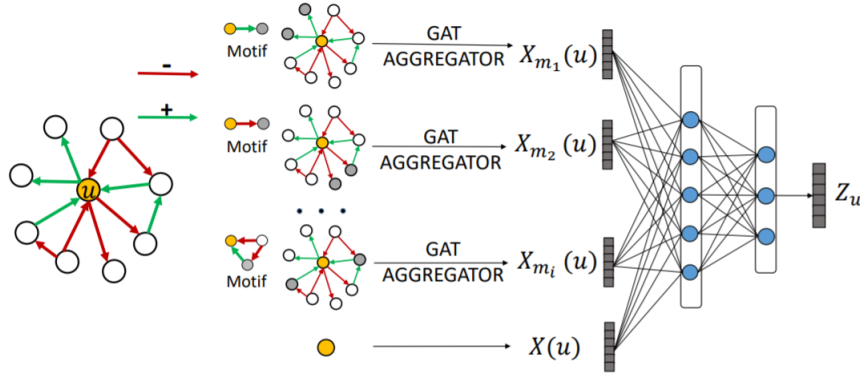 -
+
u
Motif
GAT
AGGREGATOR
X_{m_1}(u)
Motif
GAT
AGGREGATOR
X_{m_2}(u)
. . .
Motif
GAT
AGGREGATOR
X_{m_i}(u)
X(u)
Z_u